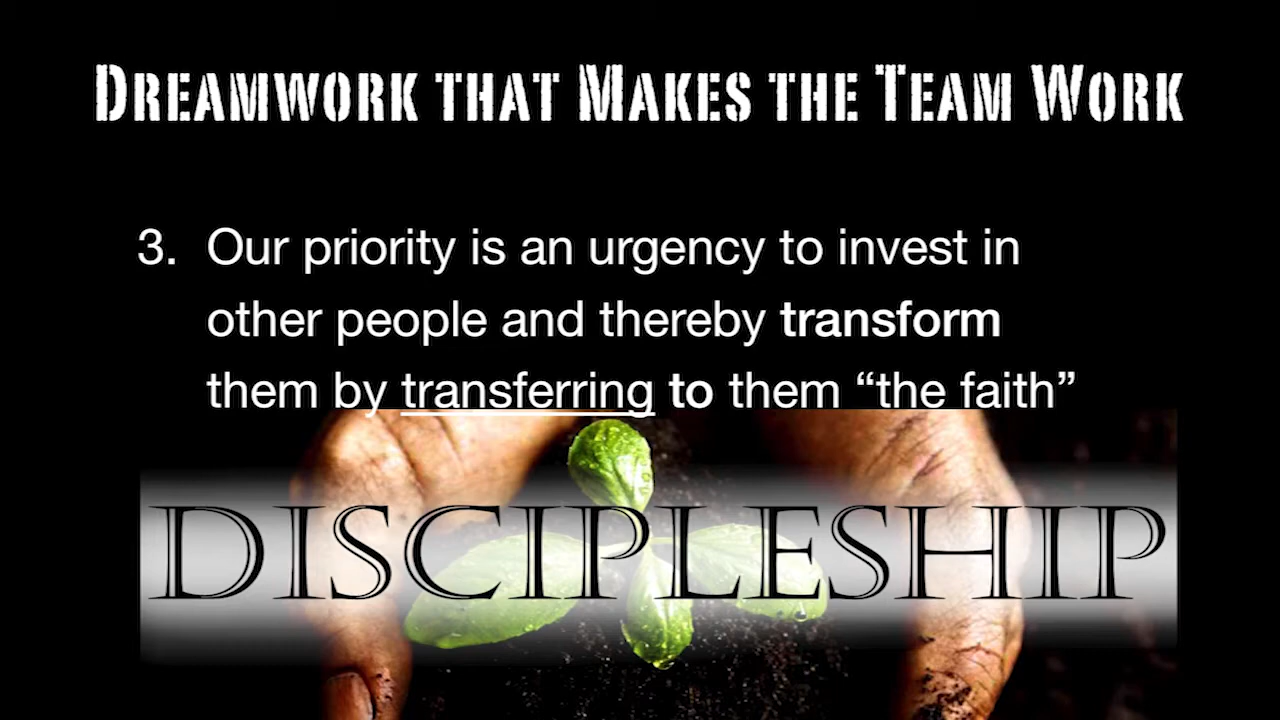 Dreamwork that Makes the Team Work
3. Our priority is an urgency to invest in
other people and thereby transform
them by transferring to them “the faith”
DISCIPLESHIP